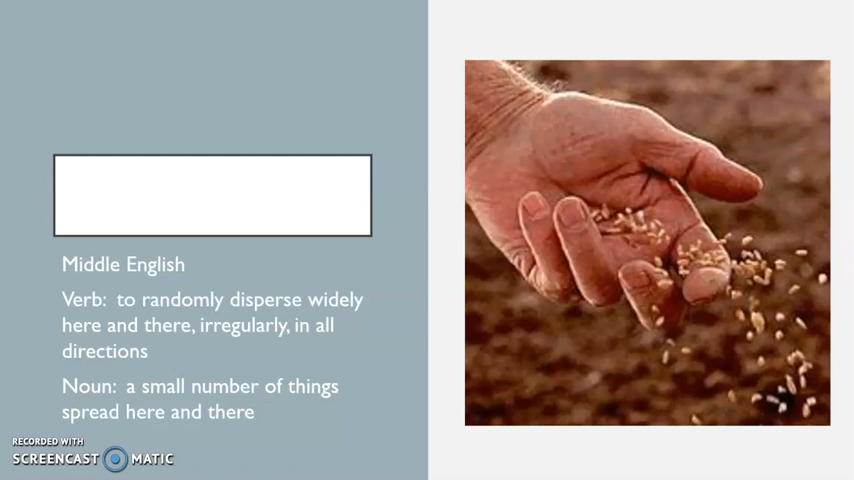 Middle English
Verb: to randomly disperse widely
here and there, irregularly, in all
directions
Noun: a small number of things
spread here and there
RECORDED WITH
SCREENCAST MATIC